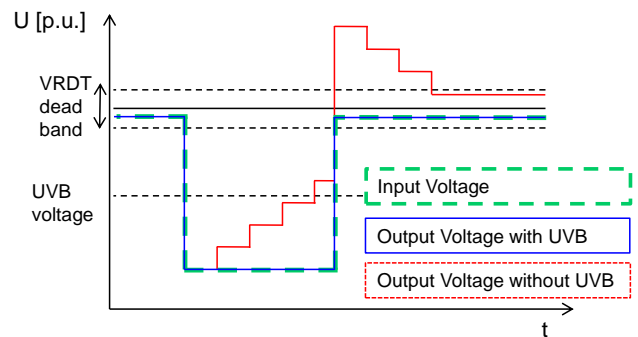 U [p.u.]
VRDT
dead
band
UVB
voltage
Input Voltage
Output Voltage with UVB
Output Voltage without UVB
t